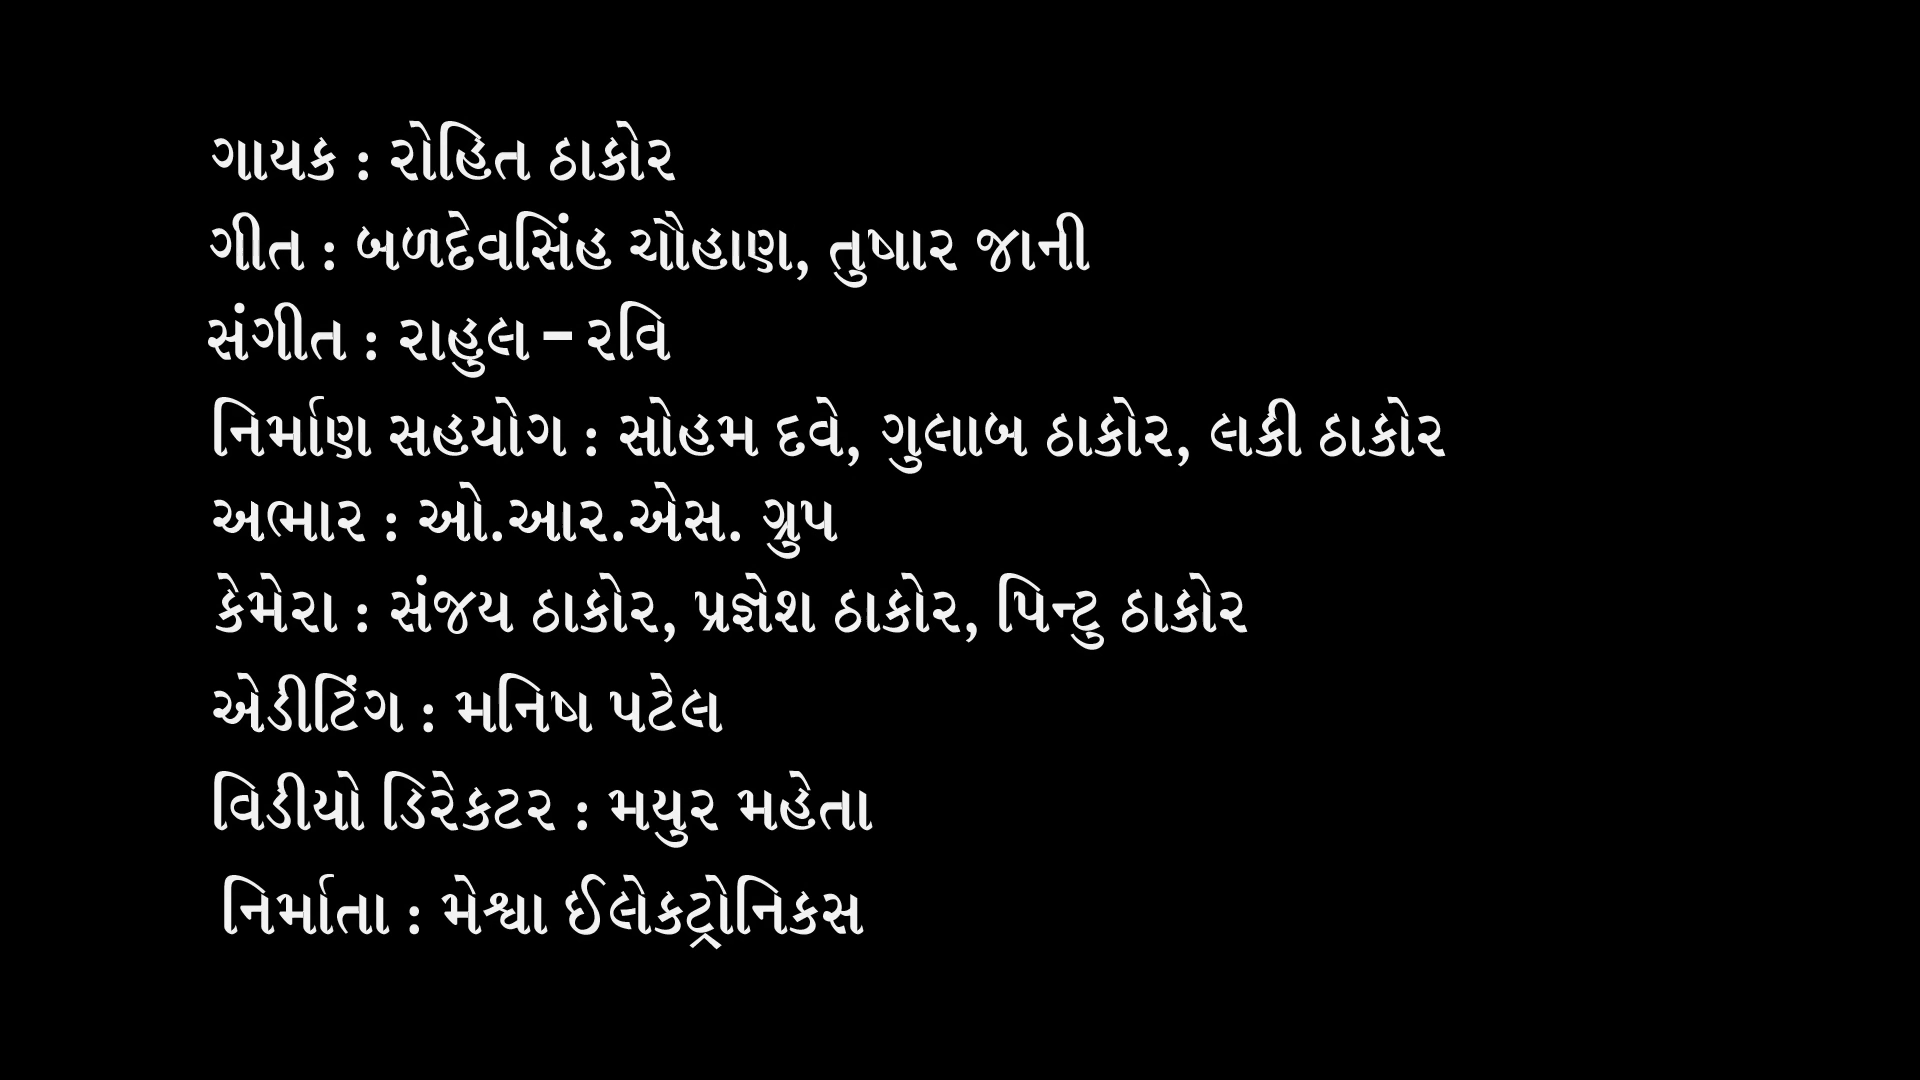 ગાયક : રોહિત ઠાકોર
ગીત : બળદેવસિંહ ચૌહાણ, તુષાર જાની
સંગીત : રાહુલ – રવિ
નિર્માણ સહયોગ : સોહમ દવે, ગુલાબ ઠાકોર, લકી ઠાકોર
અભાર : ઓ.આર.એસ. ગ્રુપ
કેમેરા : સંજય ઠાકોર, પ્રજ્ઞેશ ઠાકોર, પિન્ટુ ઠાકોર
એડીટિંગ : મનિષ પટેલ
વિડીયો ડિરેકટર : મયુર મહેતા
નિર્માતા : મેશ્વા ઈલેકટ્રોનિકસ